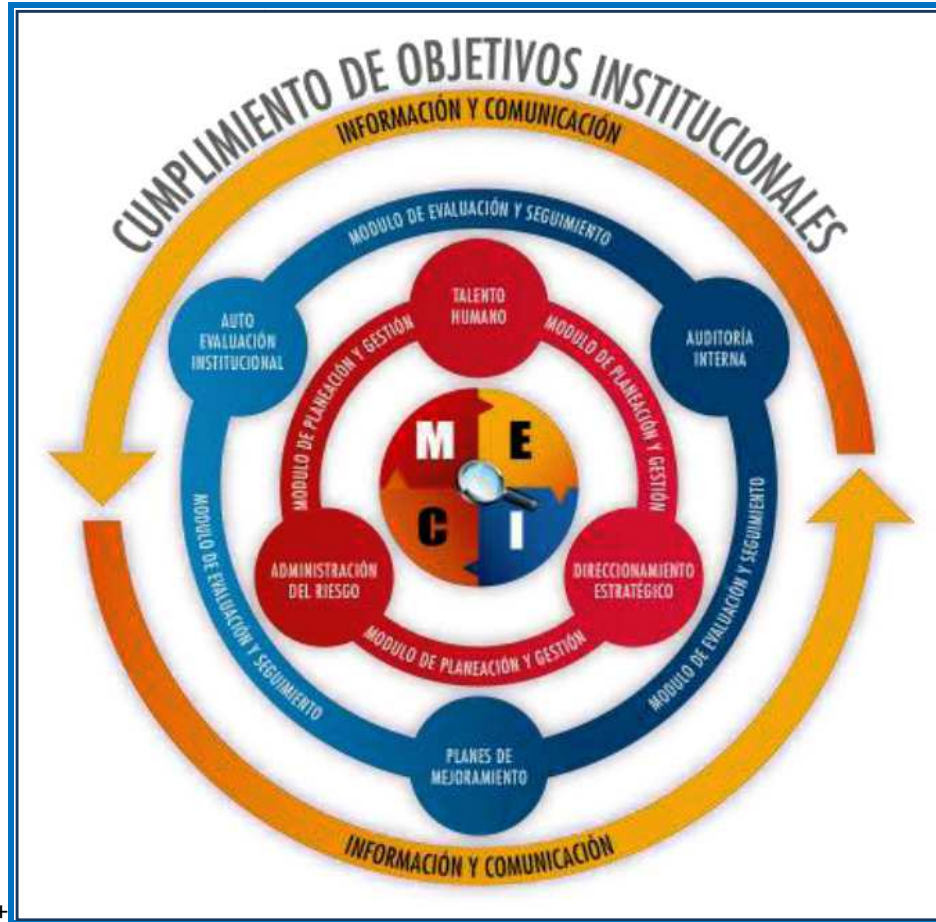 CUMPLIMIENTO DE OBJETIVOS INSTITUCIONALES
INFORMACIÓN Y COMUNICACIÓN
MODULO DE EVALUACIÓN Y SEGUIMIENTO
AUTO
EVALUACIÓN
INSTITUCIONAL
TALENTO
HUMANO
AUDITORÍA
INTERNA
MODULO DE PLANEACIÓN Y GESTIÓN
MODULO DE PLANEACIÓN Y GESTIÓN
M E
C I
MODULO DE EVALUACIÓN Y SEGUIMIENTO
MODULO DE EVALUACIÓN Y SEGUIMIENTO
ADMINISTRACIÓN
DEL RIESGO
DIRECCIONAMIENTO
ESTRATÉGICO
MODULO DE PLANEACIÓN Y GESTIÓN
PLANES DE
MEJORAMIENTO
INFORMACIÓN Y COMUNICACIÓN
+